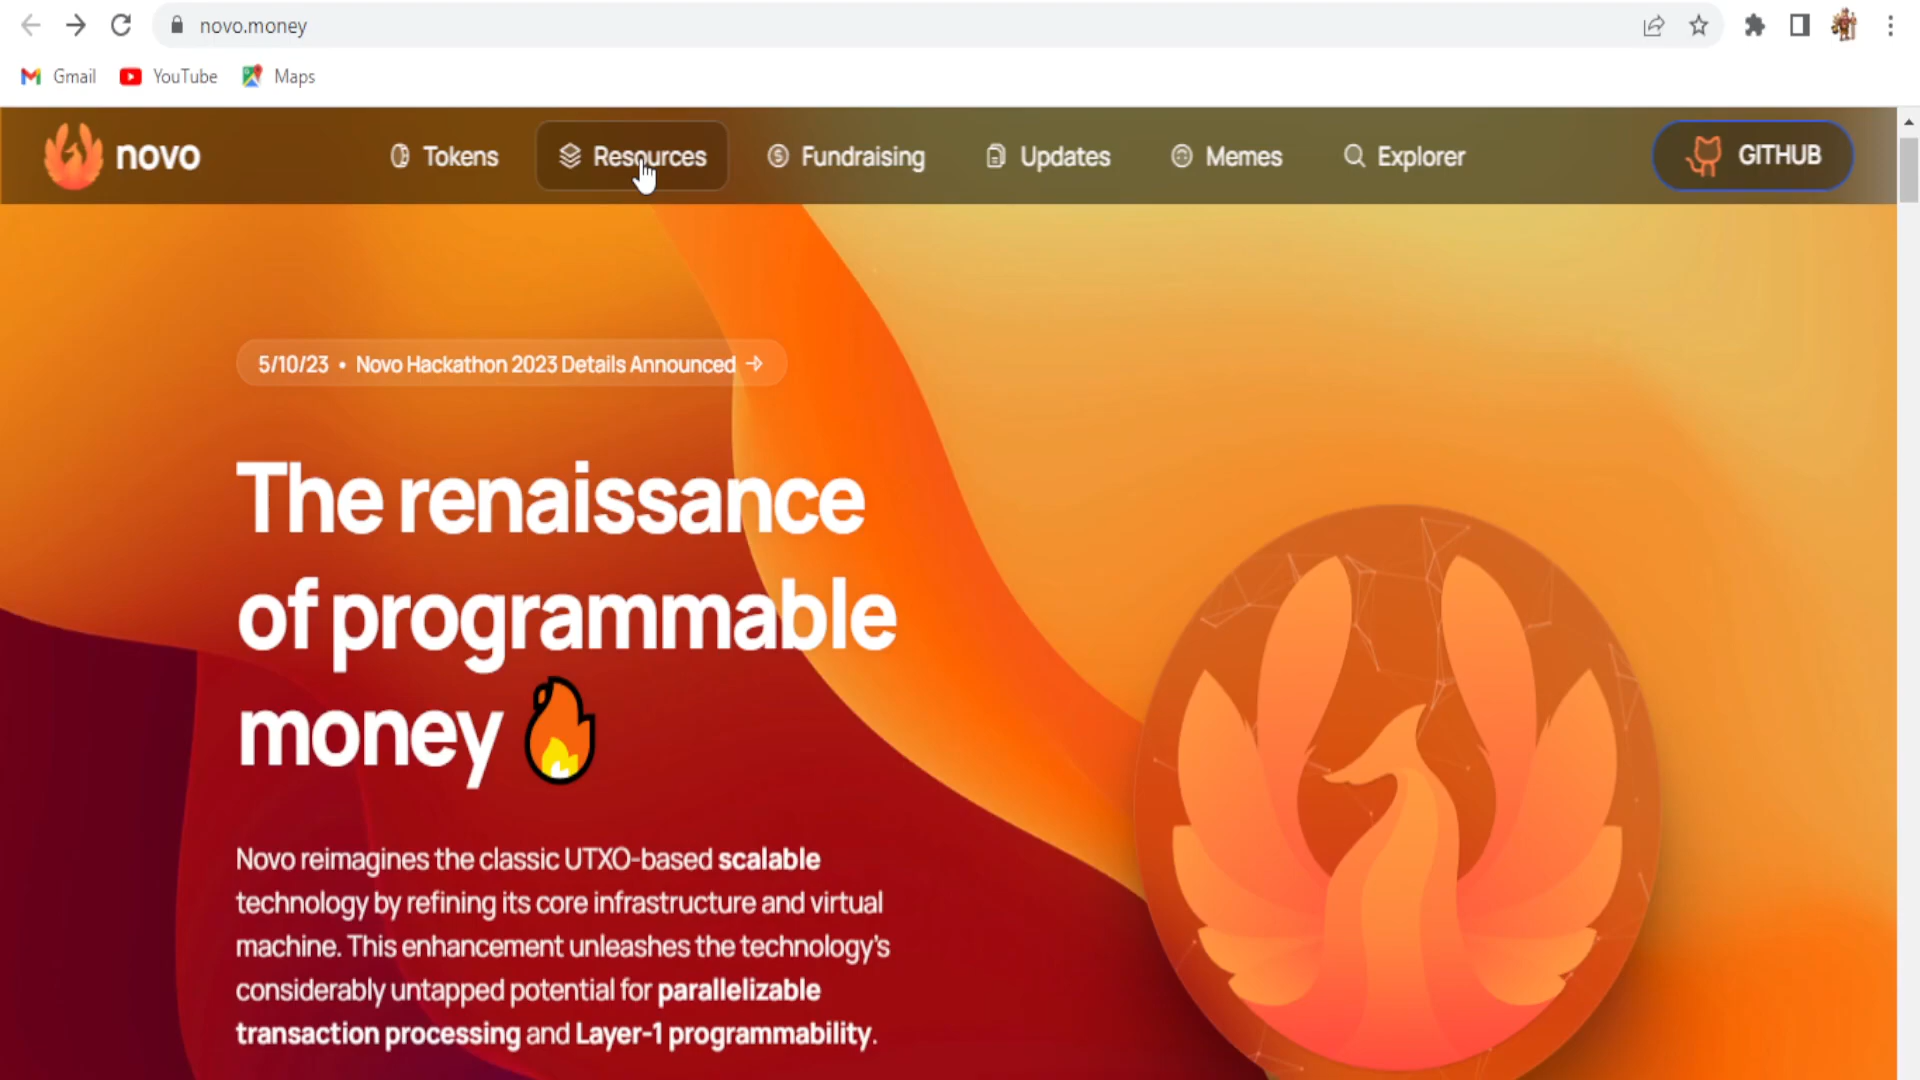 novo.money
Gmail YouTube Maps
novo Tokens Resources Fundraising Updates Memes Explorer GITHUB
5/10/23 • Novo Hackathon 2023 Details Announced →
The renaissance
of programmable
money 🔥
Novo reimagines the classic UTXO-based scalable
technology by refining its core infrastructure and virtual
machine. This enhancement unleashes the technology's
considerably untapped potential for parallelizable
transaction processing and Layer-1 programmability.